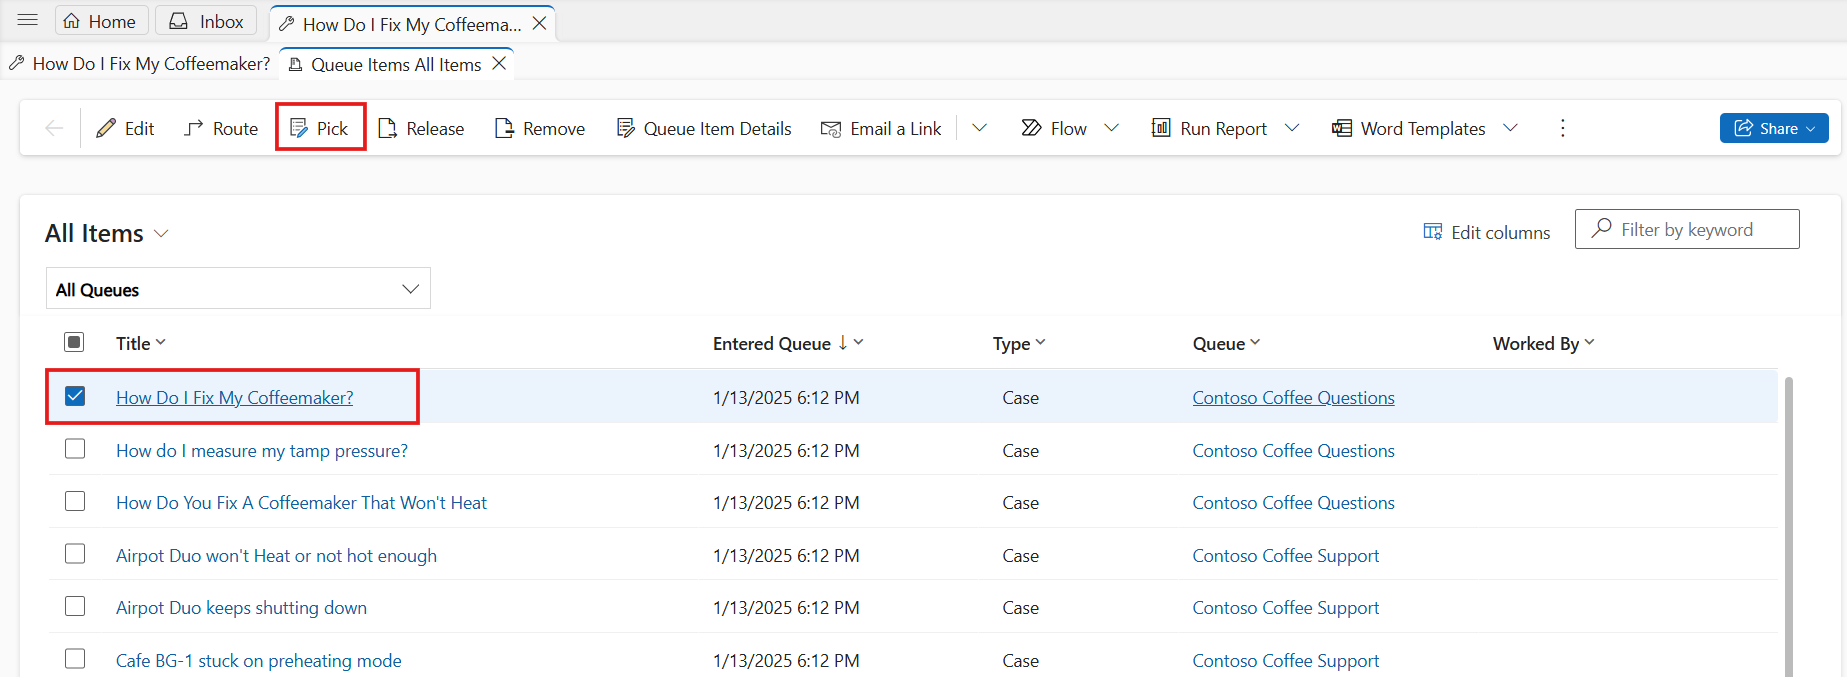 Home Inbox How Do I Fix My Coffeema...
How Do I Fix My Coffeemaker? Queue Items All Items
Edit Route Pick Release Remove Queue Item Details Email a Link Flow Run Report Word Templates Share
All Items Edit columns Filter by keyword
All Queues
Title Entered Queue ↓ Type Queue Worked By
How Do I Fix My Coffeemaker? 1/13/2025 6:12 PM Case Contoso Coffee Questions
How do I measure my tamp pressure? 1/13/2025 6:12 PM Case Contoso Coffee Questions
How Do You Fix A Coffeemaker That Won't Heat 1/13/2025 6:12 PM Case Contoso Coffee Questions
Airpot Duo won't Heat or not hot enough 1/13/2025 6:12 PM Case Contoso Coffee Support
Airpot Duo keeps shutting down 1/13/2025 6:12 PM Case Contoso Coffee Support
Cafe BG-1 stuck on preheating mode 1/13/2025 6:12 PM Case Contoso Coffee Support